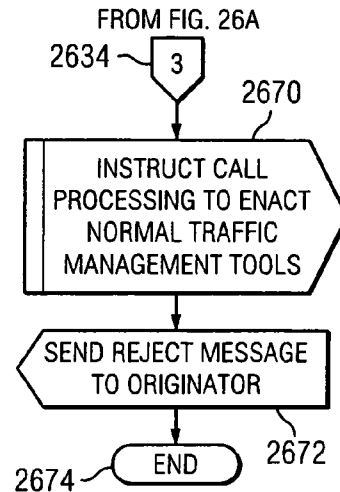 FROM FIG. 26A
2634
3
2670
INSTRUCT CALL
PROCESSING TO ENACT
NORMAL TRAFFIC
MANAGEMENT TOOLS
SEND REJECT MESSAGE
TO ORIGINATOR
2672
2674
END